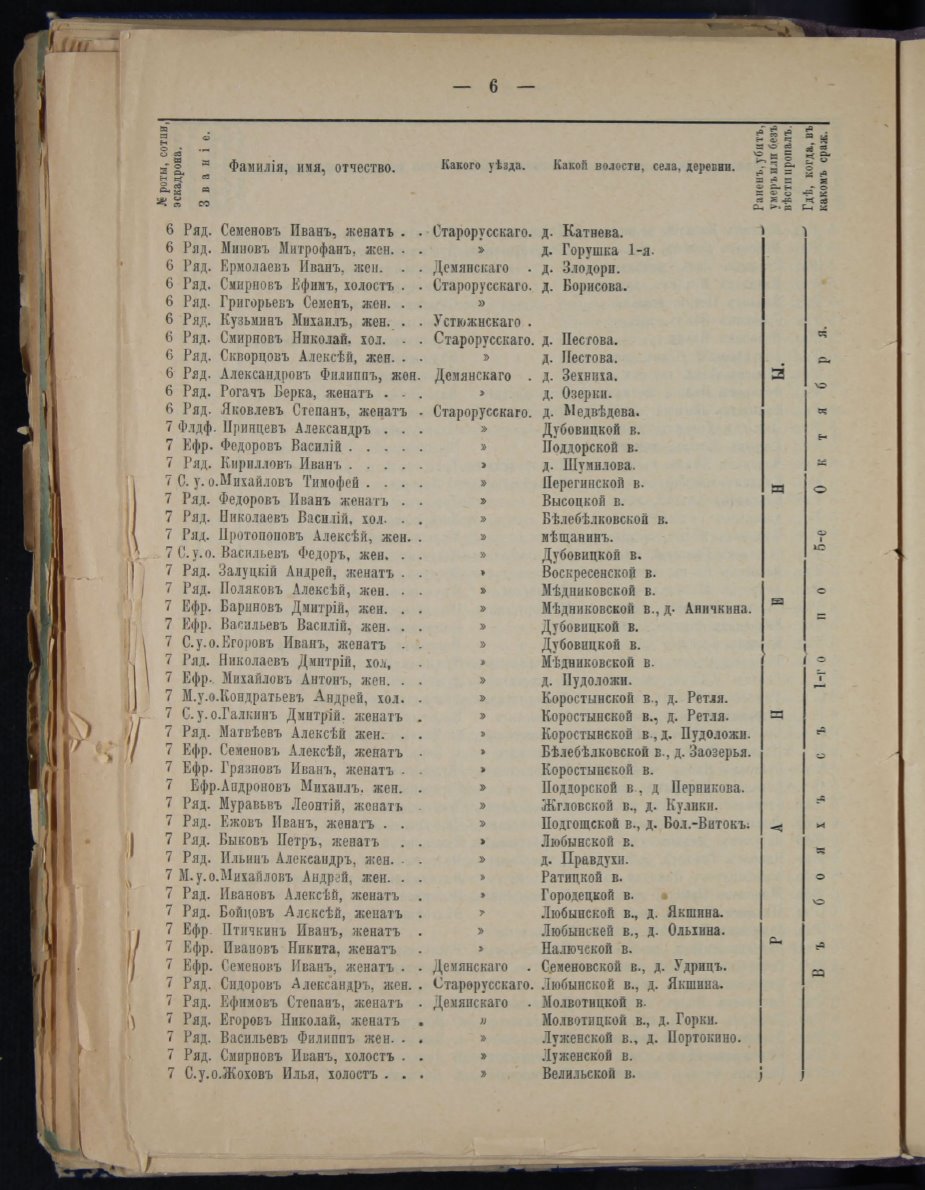 — 6 —
№ роты, сотни, эскадрона. Званіе. Фамилія, имя, отчество. Какого уѣзда. Какой волости, села, деревни. Раненъ, убитъ, умеръ или безъ вѣсти пропалъ. Гдѣ, когда, въ какомъ сраж.
6 Ряд. Семеновъ Иванъ, женатъ . . Старорусскаго. д. Катнева.
6 Ряд. Миновъ Митрофанъ, жен. . . » д. Горушка 1-я.
6 Ряд. Ермолаевъ Иванъ, жен. . . Демянскаго . д. Злодори.
6 Ряд. Смирновъ Ефимъ, холостъ . . Старорусскаго. д. Борисова.
6 Ряд. Григорьевъ Семенъ, жен. . . »
6 Ряд. Кузьминъ Михаилъ, жен. . . Устюжнскаго .
6 Ряд. Смирновъ Николай. хол. . . Старорусскаго. д. Пестова.
6 Ряд. Скворцовъ Алексѣй, жен. . . » д. Пестова.
6 Ряд. Александровъ Филиппъ, жен. Демянскаго . д. Зехниха.
6 Ряд. Рогачъ Берка, женатъ . . . » д. Озерки.
6 Ряд. Яковлевъ Степанъ, женатъ . Старорусскаго. д. Медвѣдева.
7 Флдф. Принцевъ Александръ . . . » Дубовицкой в.
7 Ефр. Федоровъ Василій . . . . . » Поддорской в.
7 Ряд. Кирилловъ Иванъ . . . . . » д. Шумилова.
7 С. у. о. Михайловъ Тимофей . . . . » Перегинской в.
7 Ряд. Федоровъ Иванъ женатъ . . » Высоцкой в.
7 Ряд. Николаевъ Василій, хол. . . » Бѣлебѣлковской в.
7 Ряд. Протопоповъ Алексѣй, жен. . » мѣщанинъ.
7 С. у. о. Васильевъ Федоръ, жен. . . » Дубовицкой в.
7 Ряд. Залуцкій Андрей, женатъ . . » Воскресенской в.
7 Ряд. Поляковъ Алексѣй, жен. . . » Мѣдниковской в.
7 Ефр. Бариновъ Дмитрій, жен. . . » Мѣдниковской в., д. Аничкина.
7 Ефр. Васильевъ Василій, жен. . . » Дубовицкой в.
7 С. у. о. Егоровъ Иванъ, женатъ . . » Дубовицкой в.
7 Ряд. Николаевъ Дмитрій, хол, . » Мѣдниковской в.
7 Ефр. Михайловъ Антонъ, жен. . . » д. Пудоложи.
7 М. у. о. Кондратьевъ Андрей, хол. . » Коростынской в., д. Ретля.
7 С. у. о. Галкинъ Дмитрій. женатъ . » Коростынской в., д. Ретля.
7 Ряд. Матвѣевъ Алексѣй жен. . . » Коростынской в., д. Пудоложи.
7 Ефр. Семеновъ Алексѣй, женатъ . » Бѣлебѣлковской в., д. Заозерья.
7 Ефр. Грязновъ Иванъ, женатъ . . » Коростынской в.
7 Ефр. Андроновъ Михаилъ. жен. . » Поддорской в., д Перникова.
7 Ряд. Муравьвъ Леонтій, женатъ . » Жгловской в., д. Кулики.
7 Ряд. Ежовъ Иванъ, женатъ . . » Подгощской в., д. Бол.-Витокъ.
7 Ряд. Быковъ Петръ, женатъ . . » Любынской в.
7 Ряд. Ильинъ Александръ, жен. . . » д. Правдухи.
7 М. у. о. Михайловъ Андрей, жен. . . » Ратицкой в.
7 Ряд. Ивановъ Алексѣй, женатъ . » Городецкой в.
7 Ряд. Бойцовъ Алексѣй, женатъ . » Любынской в., д. Якшина.
7 Ефр. Птичкинъ Иванъ, женатъ . » Любынскей в., д. Ольхина.
7 Ефр. Ивановъ Никита, женатъ . » Налючской в.
7 Ефр. Семеновъ Иванъ, женатъ . . Демянскаго . Семеновской в., д. Удрицъ.
7 Ряд. Сидоровъ Александръ, жен. . Старорусскаго. Любынской в., д. Якшина.
7 Ряд. Ефимовъ Степанъ, женатъ . Демянскаго . Молвотицкой в.
7 Ряд. Егоровъ Николай, женатъ . » Молвотицкой в., д. Горки.
7 Ряд. Васильевъ Филиппъ жен. . . » Луженской в., д. Портокино.
7 Ряд. Смирновъ Иванъ, холостъ . . » Луженской в.
7 С. у. о. Жоховъ Илья, холостъ . . . » Велильской в.
РАНЕНЫ.
Въ бояхъ съ 1-го по 5-е Октября.